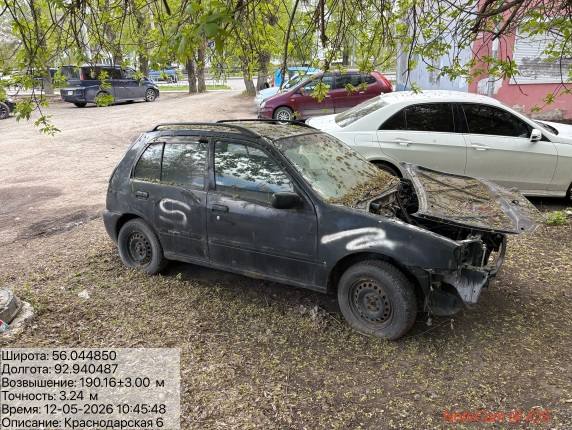 S
2
Широта: 56.044850
Долгота: 92.940487
Возвышение: 190.16±3.00 м
Точность: 3.24 м
Время: 12-05-2026 10:45:48
Описание: Краснодарская 6